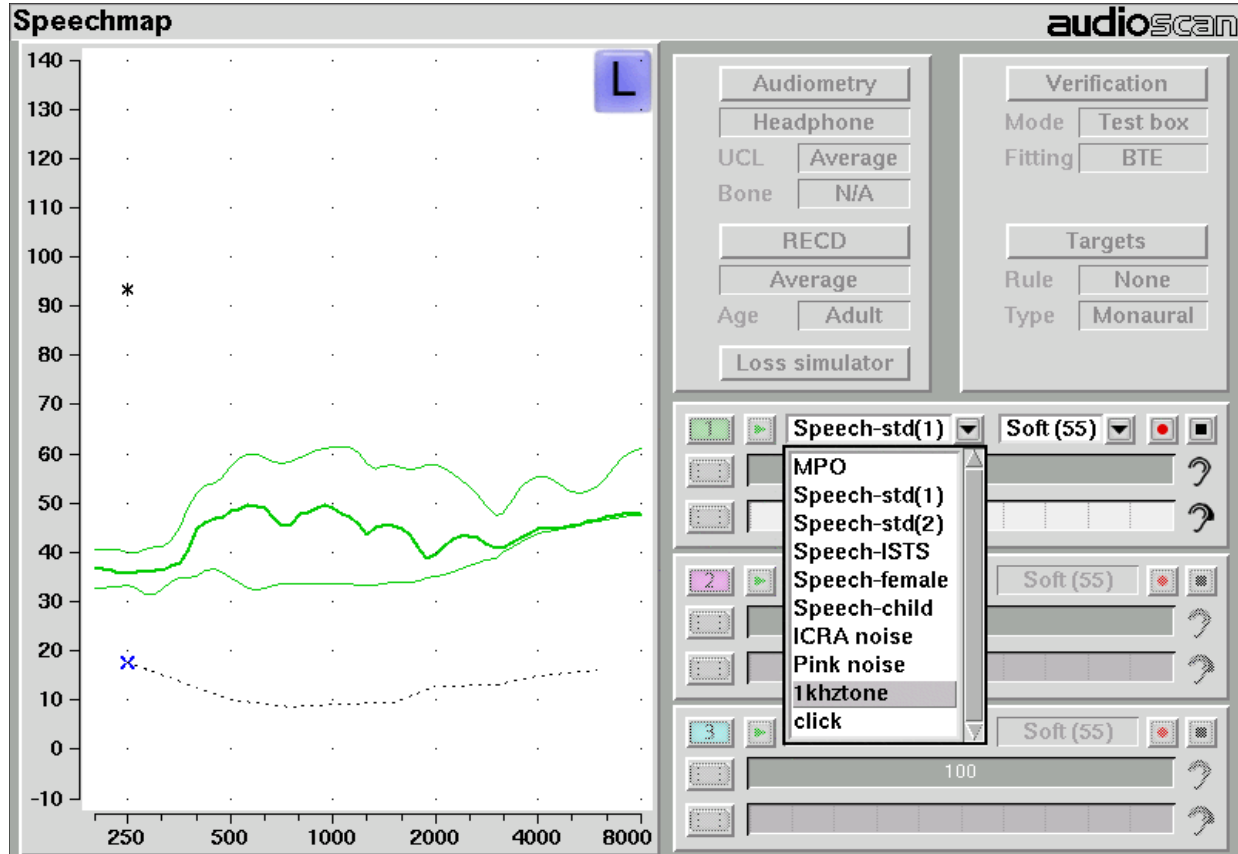 Speechmap
audioscan
L
140
130
120
110
100
90
80
70
60
50
40
30
20
10
0
-10
250 500 1000 2000 4000 8000
Audiometry
Headphone
UCL Average
Bone N/A
RECD
Average
Age Adult
Loss simulator
Verification
Mode Test box
Fitting BTE
Targets
Rule None
Type Monaural
1 Speech-std(1) Soft (55)
MPO
Speech-std(1)
Speech-std(2)
Speech-ISTS
Speech-female
Speech-child
ICRA noise
Pink noise
1khztone
click
2 Soft (55)
3 Soft (55)
100